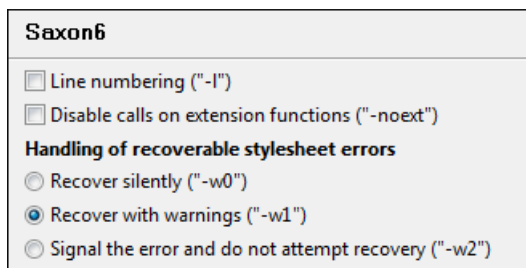 Saxon6
Line numbering ("-l")
Disable calls on extension functions ("-noext")
Handling of recoverable stylesheet errors
Recover silently ("-w0")
Recover with warnings ("-w1")
Signal the error and do not attempt recovery ("-w2")